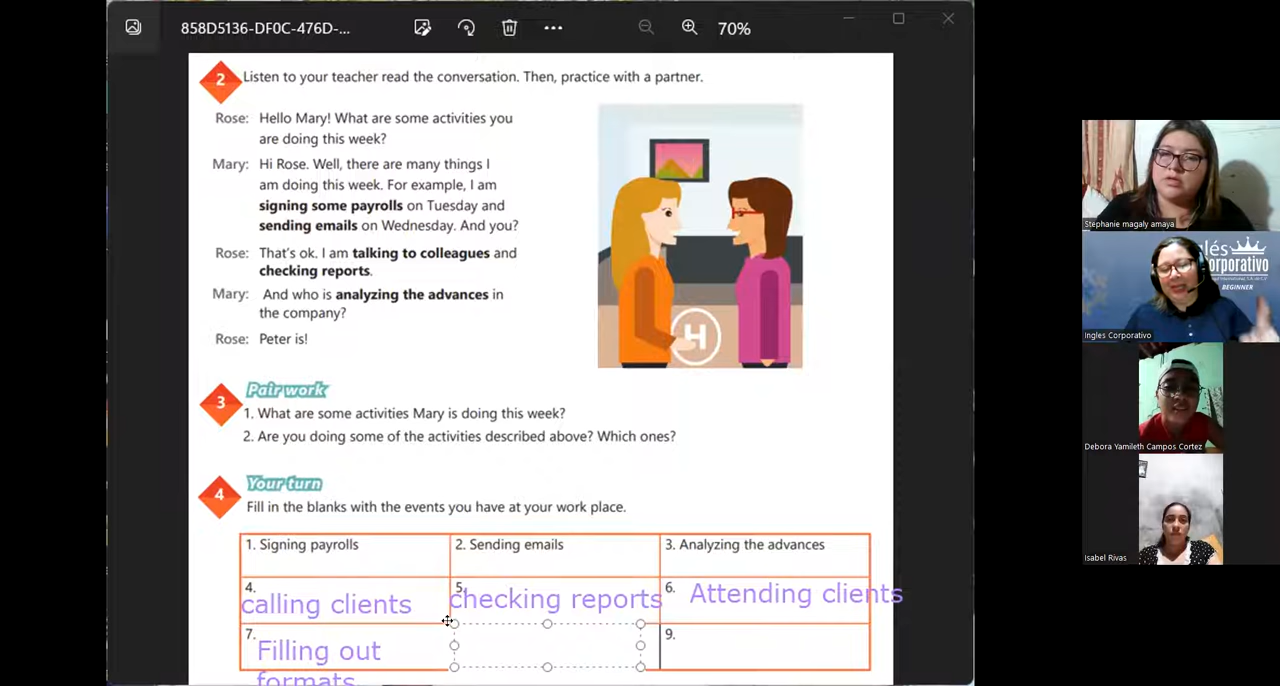 858D5136-DF0C-476D-...
70%
2
Listen to your teacher read the conversation. Then, practice with a partner.
Rose: Hello Mary! What are some activities you
are doing this week?
Mary: Hi Rose. Well, there are many things I
am doing this week. For example, I am
signing some payrolls on Tuesday and
sending emails on Wednesday. And you?
Rose: That's ok. I am talking to colleagues and
checking reports.
Mary: And who is analyzing the advances in
the company?
Rose: Peter is!
H
3
Pair work
1. What are some activities Mary is doing this week?
2. Are you doing some of the activities described above? Which ones?
4
Your turn
Fill in the blanks with the events you have at your work place.
1. Signing payrolls
2. Sending emails
3. Analyzing the advances
4.
calling clients
5.
checking reports
6.
Attending clients
7.
Filling out
formats
9.
Stephanie magaly amaya
glés
orporativo
BEGINNER
Ingles Corporativo
Debora Yamileth Campos Cortez
Isabel Rivas